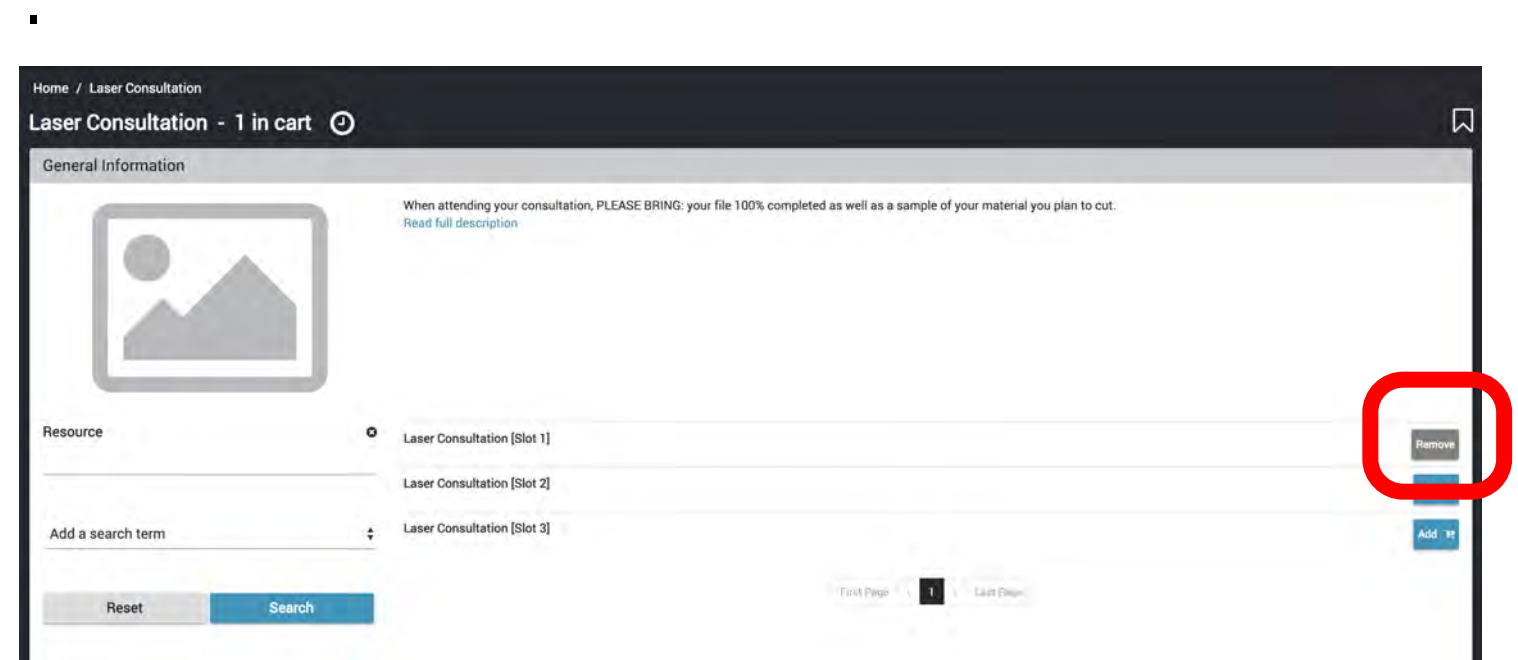 Home / Laser Consultation
Laser Consultation - 1 in cart
General Information
When attending your consultation, PLEASE BRING: your file 100% completed as well as a sample of your material you plan to cut.
Read full description
Resource
Laser Consultation [Slot 1]
Remove
Laser Consultation [Slot 2]
Add a search term
Laser Consultation [Slot 3]
Add
First Page 1 Last Page
Reset Search